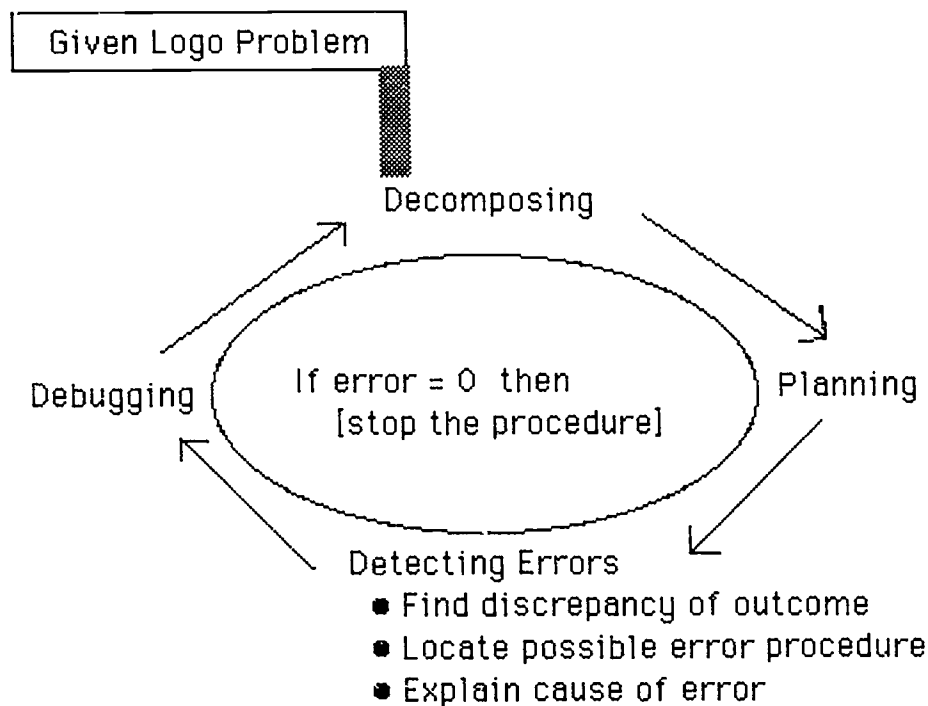 Given Logo Problem
Decomposing
Debugging
If error = 0 then
[stop the procedure]
Planning
Detecting Errors
• Find discrepancy of outcome
• Locate possible error procedure
• Explain cause of error